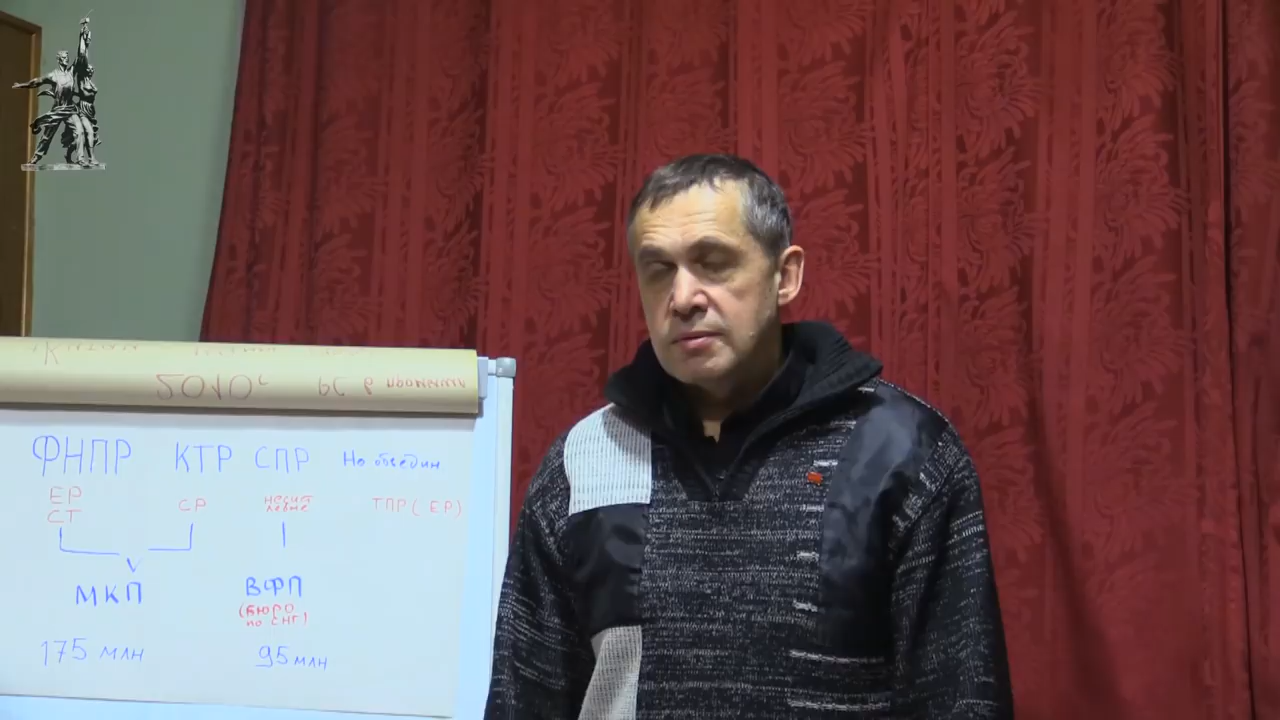 2010с
ФНПР КТР СПР Не объедин
ЕР СР ТПР (ЕР)
СТ левые
МКП ВФП
(БЮРО
по СНГ)
175 млн 95 млн